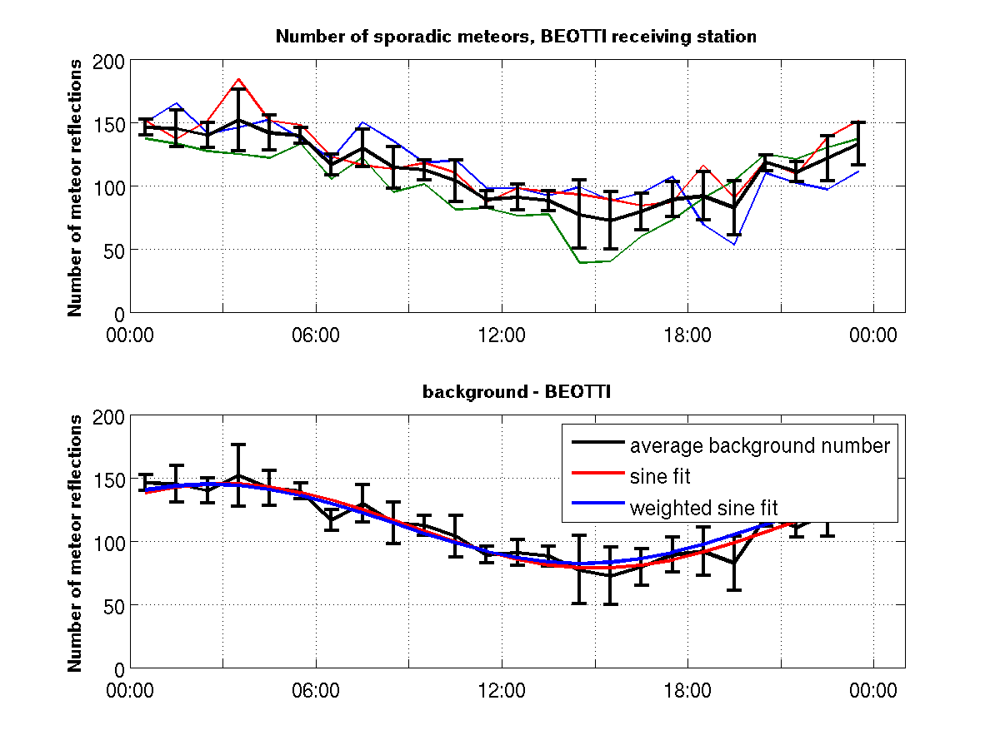 Number of sporadic meteors, BEOTTI receiving station
Number of meteor reflections
200
150
100
50
0
00:00 06:00 12:00 18:00 00:00
background - BEOTTI
Number of meteor reflections
200
150
100
50
0
average background number
sine fit
weighted sine fit
00:00 06:00 12:00 18:00 00:00